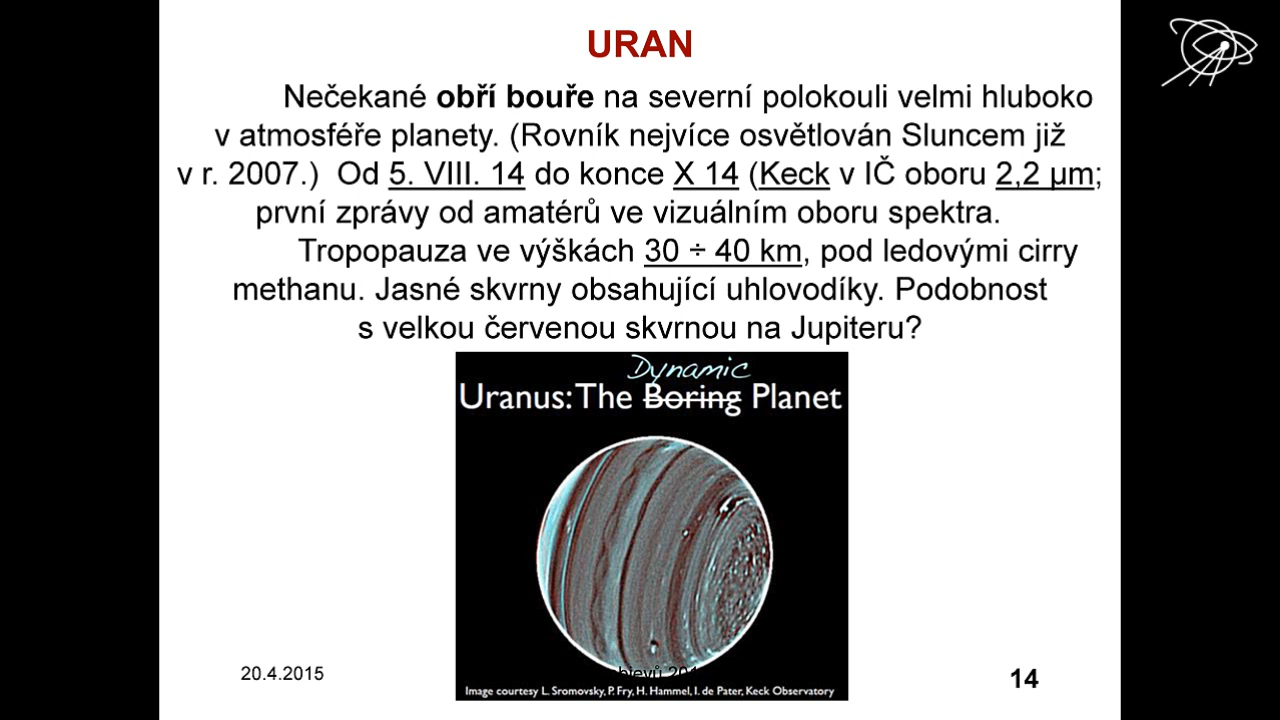 URAN
Nečekané obří bouře na severní polokouli velmi hluboko
v atmosféře planety. (Rovník nejvíce osvětlován Sluncem již
v r. 2007.) Od 5. VIII. 14 do konce X 14 (Keck v IČ oboru 2,2 µm;
první zprávy od amatérů ve vizuálním oboru spektra.
Tropopauza ve výškách 30 ÷ 40 km, pod ledovými cirry
methanu. Jasné skvrny obsahující uhlovodíky. Podobnost
s velkou červenou skvrnou na Jupiteru?
Dynamic
Uranus: The Boring Planet
Image courtesy L. Sromovsky, P. Fry, H. Hammel, I. de Pater, Keck Observatory
20.4.2015
14